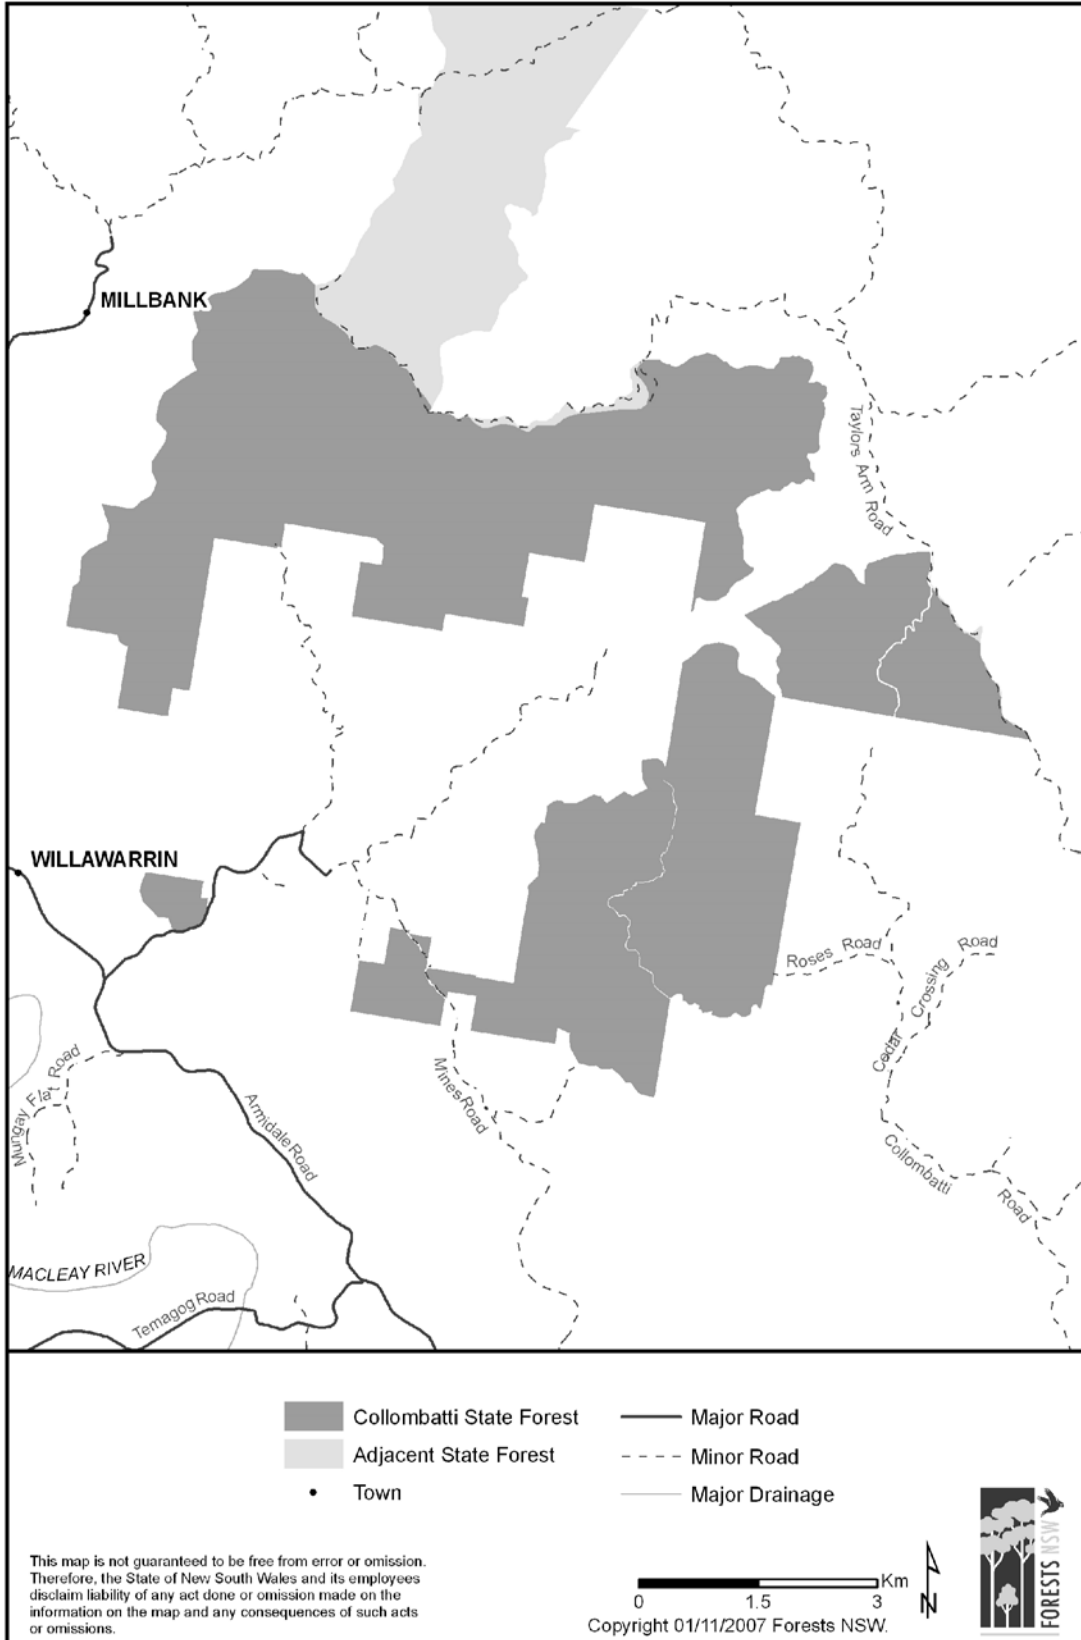 MILLBANK
Taylors Arm Road
WILLAWARRIN
Roses Road
Cedar Crossing Road
Mungay Flat Road
Mines Road
Armidale Road
Collombatti Road
MACLEAY RIVER
Temagog Road
Collombatti State Forest
Adjacent State Forest
Town
Major Road
Minor Road
Major Drainage
This map is not guaranteed to be free from error or omission.
Therefore, the State of New South Wales and its employees
disclaim liability of any act done or omission made on the
information on the map and any consequences of such acts
or omissions.
Km
0 1.5 3
N
Copyright 01/11/2007 Forests NSW.
FORESTS NSW